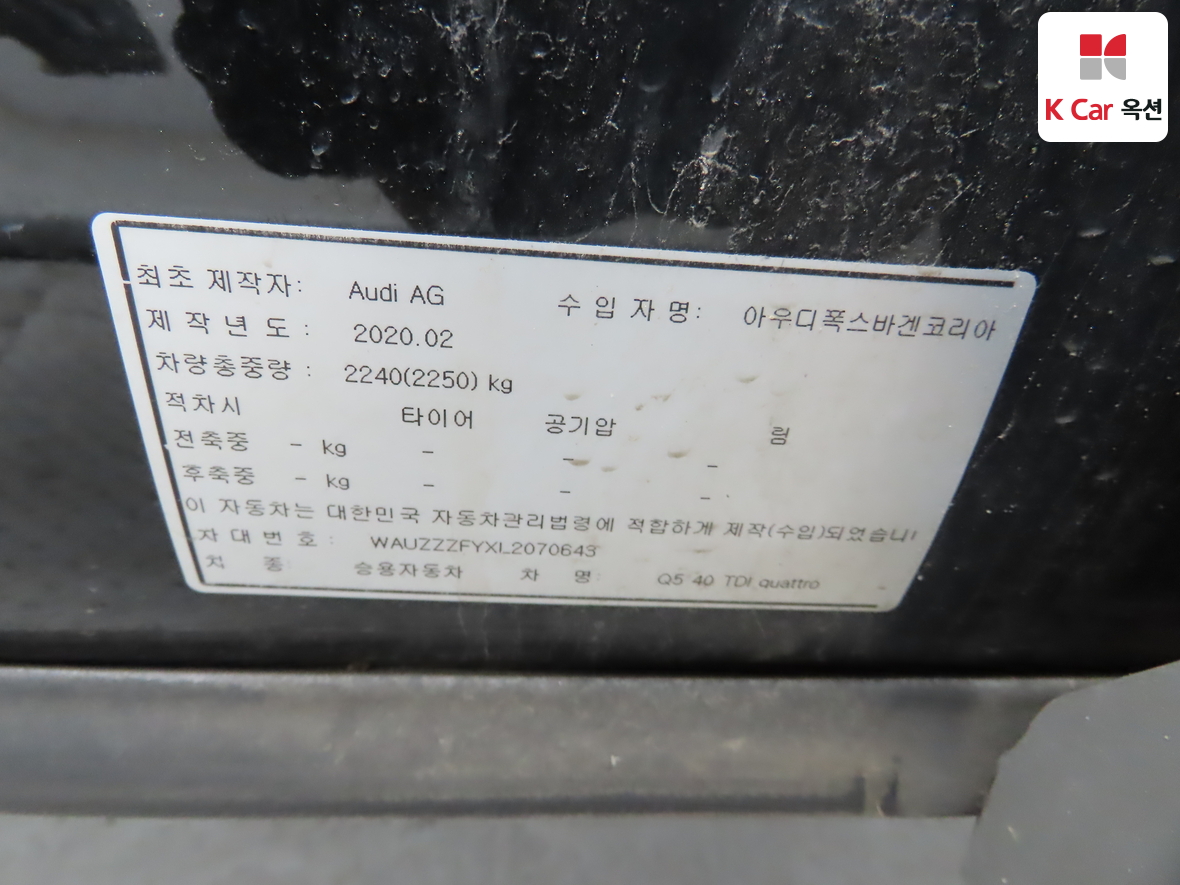 K Car 옥션
최초 제작자: Audi AG 수 입 자 명: 아우디폭스바겐코리아
제 작 년 도 : 2020.02
차량총중량 : 2240(2250) kg
적차시 타이어 공기압 림
전축중 - kg - - -
후축중 - kg - - -
이 자동차는 대한민국 자동차관리법령에 적합하게 제작(수입)되었습니
차 대 번 호 : WAUZZZFYXL2070643
차 종 : 승용자동차 차 명 : Q5 40 TDI quattro